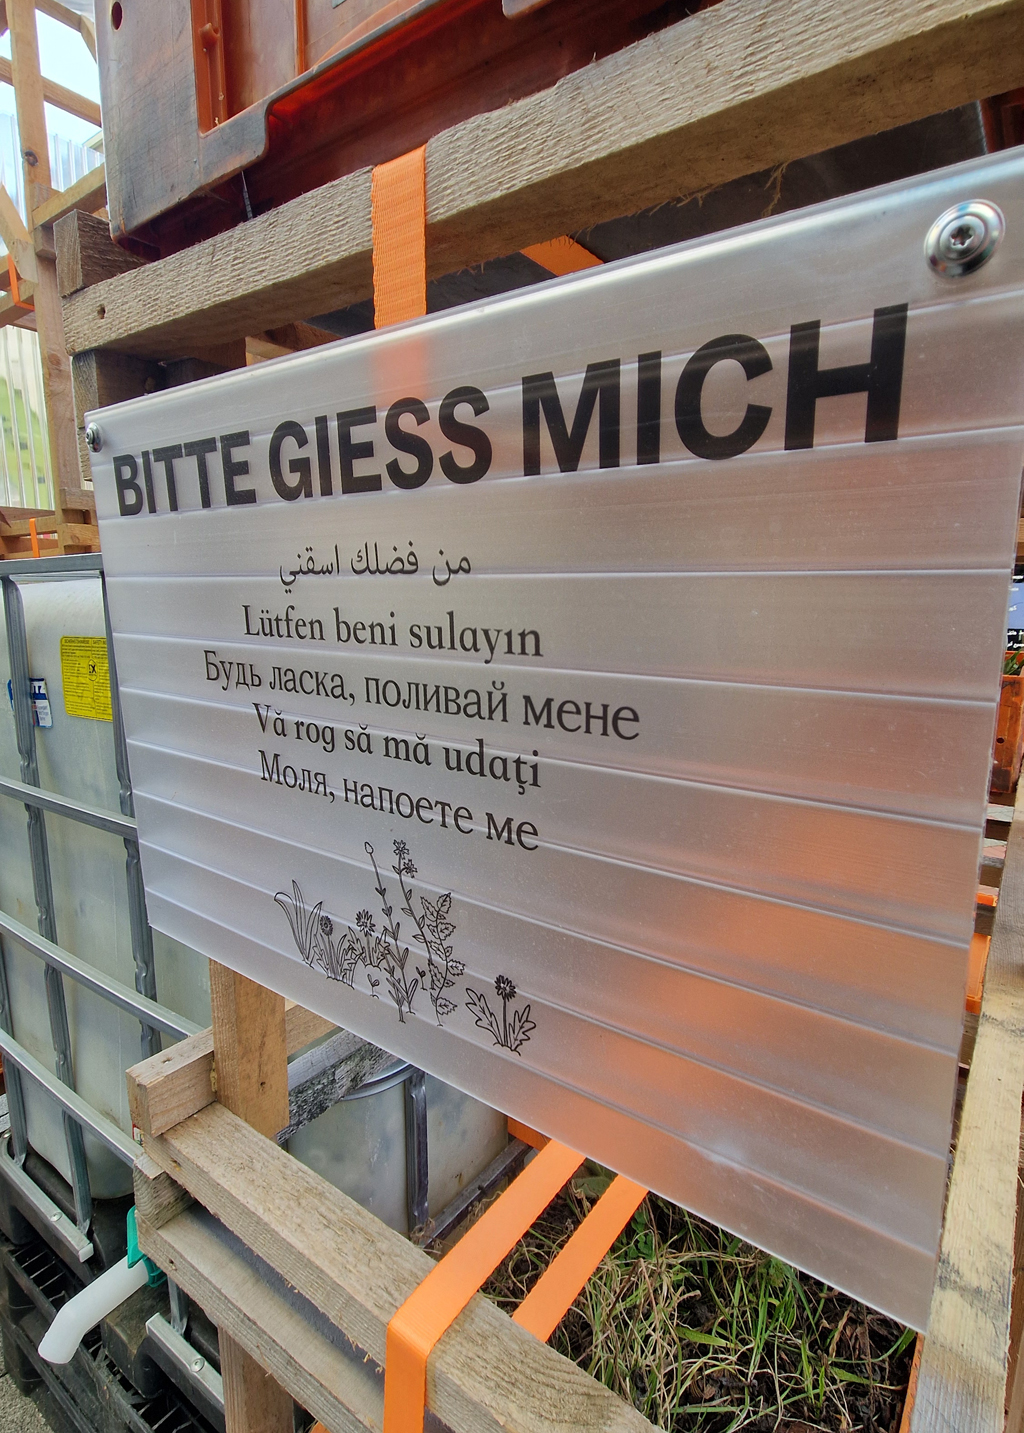 BITTE GIESS MICH
من فضلك اسقني
Lütfen beni sulayın
Будь ласка, поливай мене
Vă rog să mă udați
Моля, напоете ме